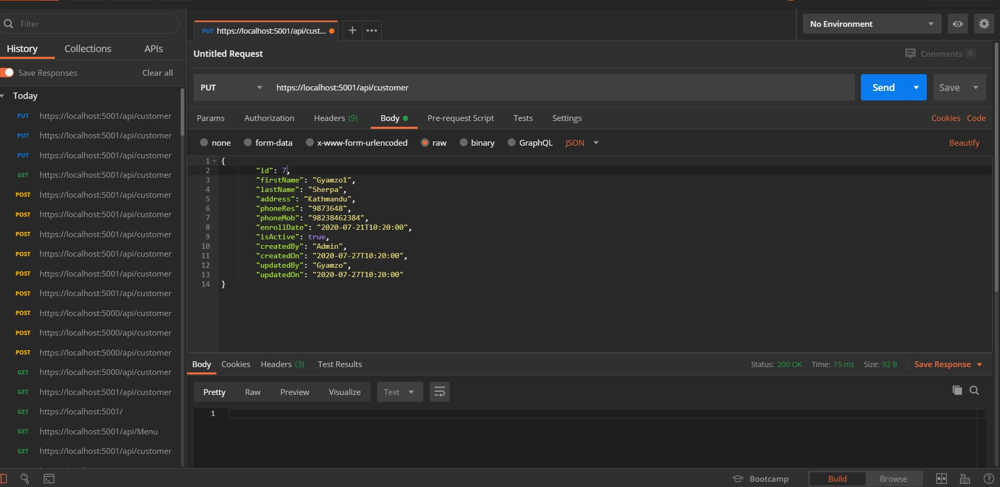 Filter
History Collections APIs
Save Responses Clear all
Today
PUT https://localhost:5001/api/customer
PUT https://localhost:5001/api/customer
PUT https://localhost:5001/api/customer
GET https://localhost:5001/api/customer
POST https://localhost:5001/api/customer
POST https://localhost:5001/api/customer
POST https://localhost:5001/api/customer
POST https://localhost:5001/api/customer
POST https://localhost:5001/api/customer
POST https://localhost:5001/api/customer
POST https://localhost:5000/api/customer
POST https://localhost:5000/api/customer
POST https://localhost:5000/api/customer
GET https://localhost:5000/api/customer
GET https://localhost:5001/api/customer
GET https://localhost:5001/
GET https://localhost:5001/api/Menu
GET https://localhost:5001/api/customer
PUT https://localhost:5001/api/cust...
No Environment
Untitled Request
Comments 0
PUT https://localhost:5001/api/customer
Send Save
Params Authorization Headers (9) Body Pre-request Script Tests Settings Cookies Code
none form-data x-www-form-urlencoded raw binary GraphQL JSON Beautify
1 {
2 "id": 7,
3 "firstName": "Gyamzo1",
4 "lastName": "Sherpa",
5 "address": "Kathmandu",
6 "phoneRes": "9873648",
7 "phoneMob": "98238462384",
8 "enrollDate": "2020-07-21T10:20:00",
9 "isActive": true,
10 "createdBy": "Admin",
11 "createdOn": "2020-07-27T10:20:00",
12 "updatedBy": "Gyamzo",
13 "updatedOn": "2020-07-27T10:20:00"
14 }
Body Cookies Headers (3) Test Results Status: 200 OK Time: 15 ms Size: 92 B Save Response
Pretty Raw Preview Visualize Text
1
Bootcamp Build Browse